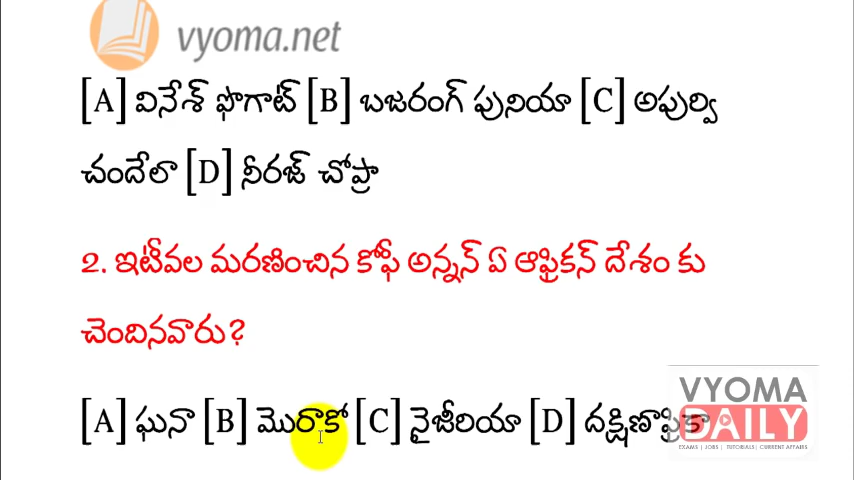 vyoma.net
[A] వినేశ్ ఫొగాట్ [B] బజరంగ్ పునియా [C] అపుర్వి
చందేలా [D] నీరజ్ చోప్రా
2. ఇటీవల మరణించిన కోఫీ అన్నన్ ఏ ఆఫ్రికన్ దేశం కు
చెందినవారు?
[A] ఘనా [B] మొరాకో [C] నైజీరియా [D] దక్షిణాఫ్రికా
VYOMA
DAILY
EXAMS | JOBS | TUTORIALS | CURRENT AFFAIRS